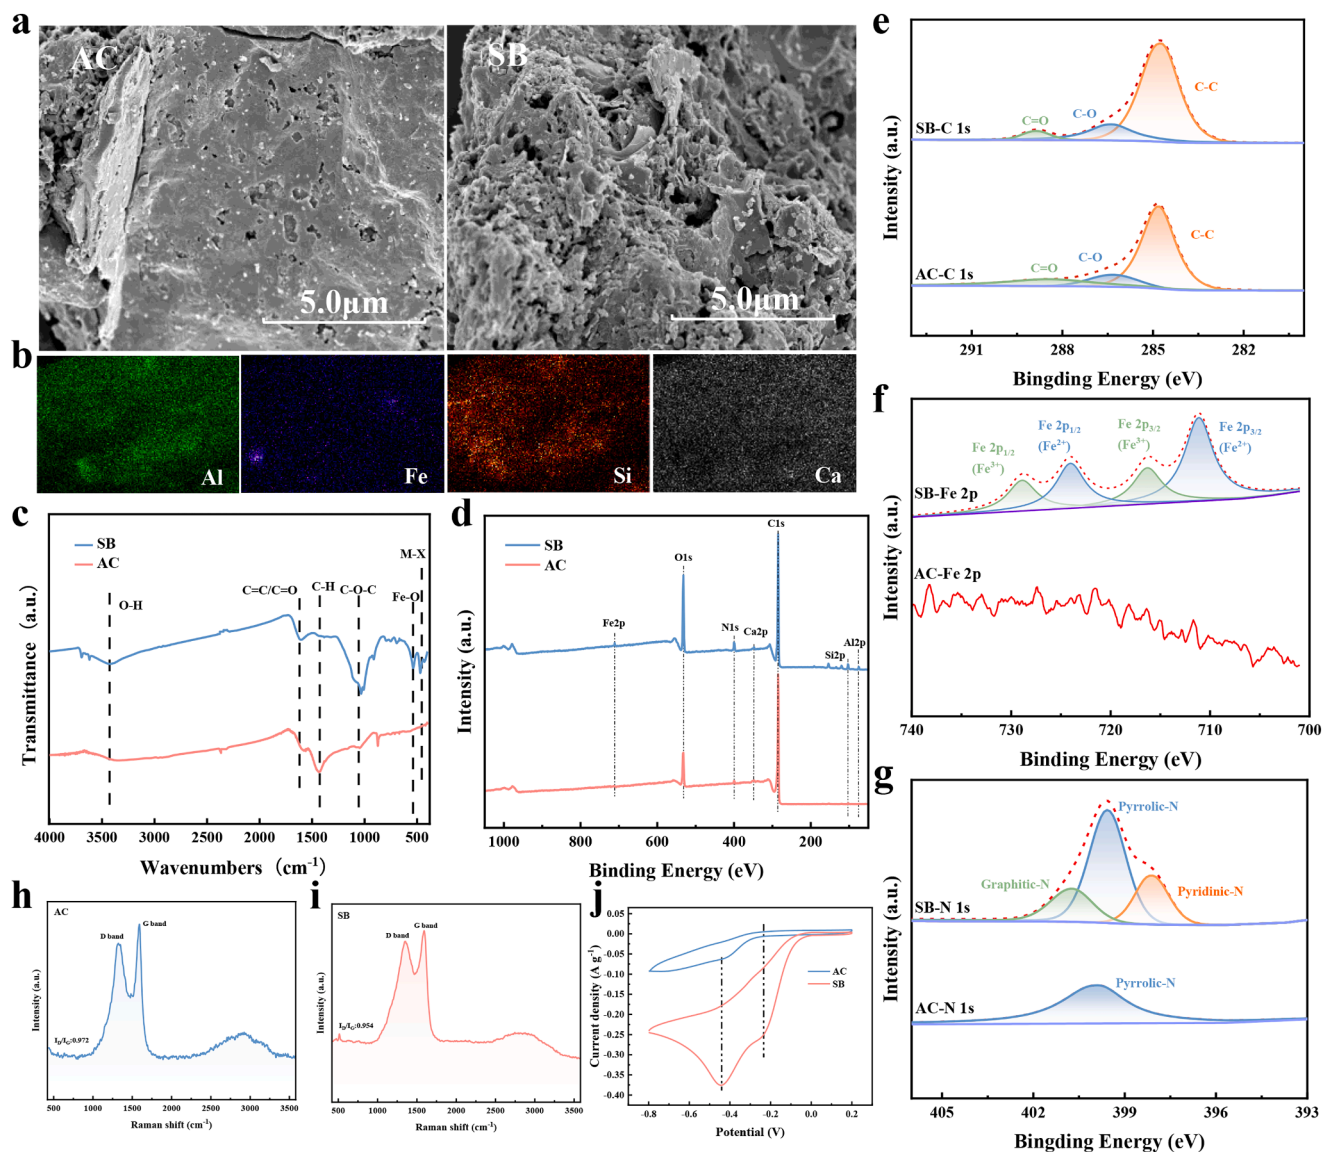 a
AC
5.0μm
SB
5.0μm
b
Al
Fe
Si
Ca
c
SB
AC
O-H
C=C/C=O
C-H
C-O-C
Fe-O
M-X
Transmittance (a.u.)
4000 3500 3000 2500 2000 1500 1000 500
Wavenumbers (cm⁻¹)
d
SB
AC
Fe2p
O1s
N1s
Ca2p
C1s
Si2p
Al2p
Intensity (a.u.)
1000 800 600 400 200
Binding Energy (eV)
e
SB-C 1s
C=O
C-O
C-C
AC-C 1s
C=O
C-O
C-C
Intensity (a.u.)
291 288 285 282
Bingding Energy (eV)
f
Fe 2p1/2
(Fe³⁺)
Fe 2p1/2
(Fe²⁺)
Fe 2p3/2
(Fe³⁺)
Fe 2p3/2
(Fe²⁺)
SB-Fe 2p
AC-Fe 2p
Intensity (a.u.)
740 730 720 710 700
Binding Energy (eV)
g
Pyrrolic-N
Graphitic-N
Pyridinic-N
SB-N 1s
Pyrrolic-N
AC-N 1s
Intensity (a.u.)
405 402 399 396 393
Bingding Energy (eV)
h
AC
D band
G band
ID/IG:0.972
Intensity (a.u.)
500 1000 1500 2000 2500 3000 3500
Raman shift (cm⁻¹)
i
SB
D band
G band
ID/IG:0.954
Intensity (a.u.)
500 1000 1500 2000 2500 3000 3500
Raman shift (cm⁻¹)
j
0.05
0.00
-0.05
-0.10
-0.15
-0.20
-0.25
-0.30
-0.35
-0.40
AC
SB
Current density (A g⁻¹)
-0.8 -0.6 -0.4 -0.2 0.0 0.2
Potential (V)